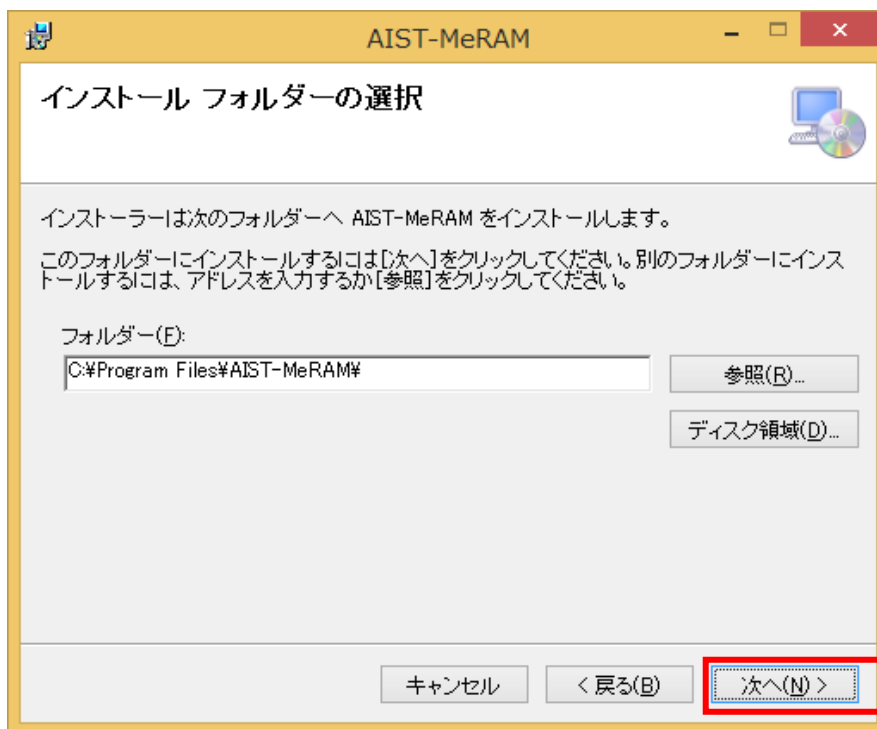 AIST-MeRAM
インストール フォルダーの選択
インストーラーは次のフォルダーへ AIST-MeRAM をインストールします。
このフォルダーにインストールするには[次へ]をクリックしてください。別のフォルダーにインス
トールするには、アドレスを入力するか[参照]をクリックしてください。
フォルダー(F):
C:¥Program Files¥AIST-MeRAM¥
参照(R)...
ディスク領域(D)...
キャンセル
< 戻る(B)
次へ(N) >